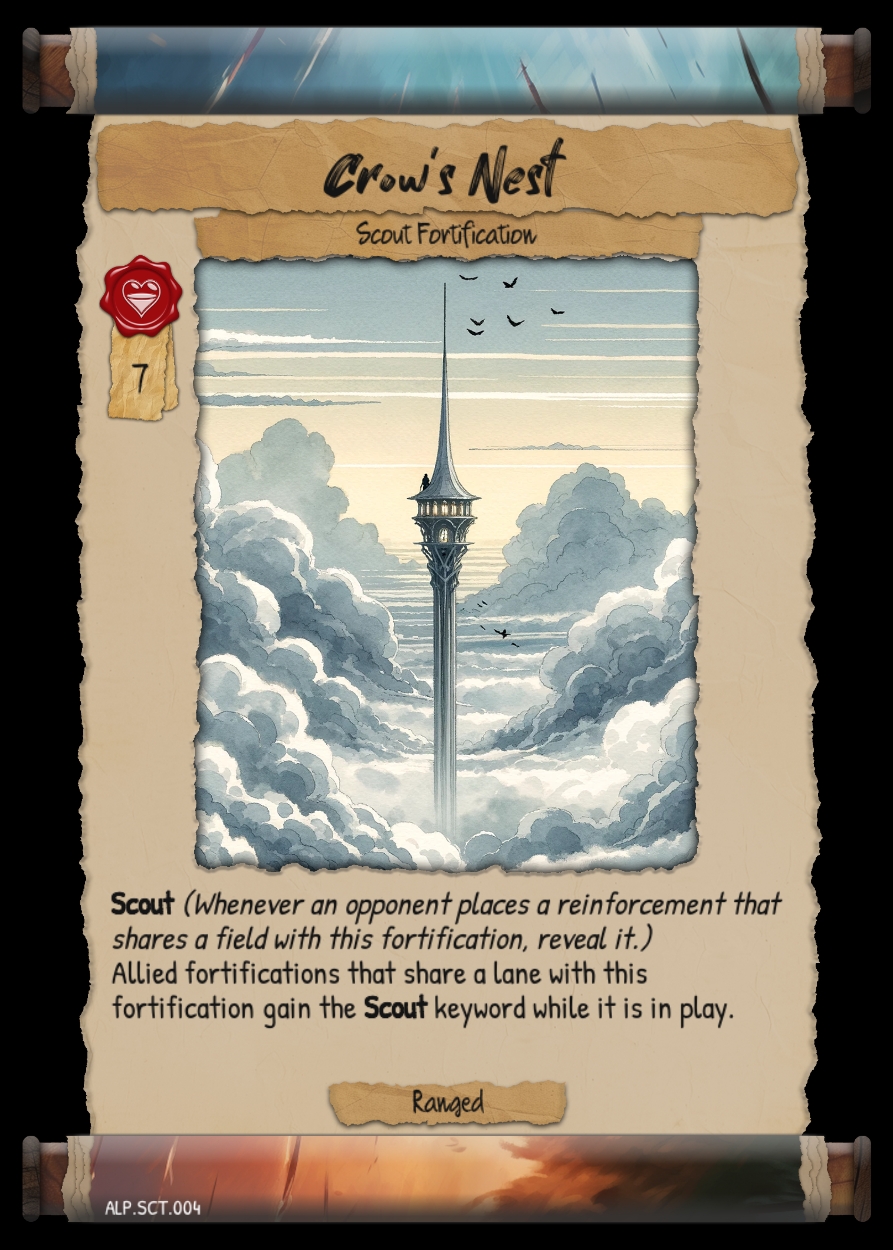 Crow's Nest
Scout Fortification
7
Scout (Whenever an opponent places a reinforcement that
shares a field with this fortification, reveal it.)
Allied fortifications that share a lane with this
fortification gain the Scout keyword while it is in play.
Ranged
ALP.SCT.004